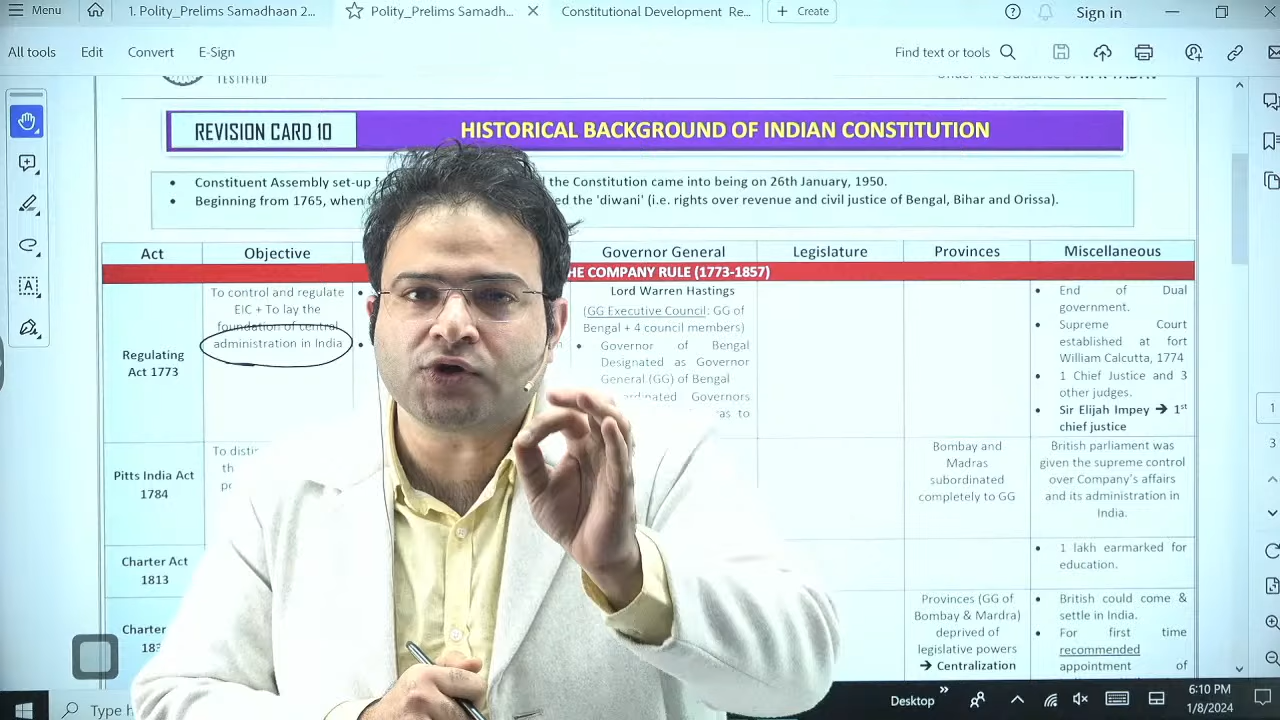 Menu
1. Polity_Prelims Samadhaan 2...
Polity_Prelims Samadh...
Constitutional Development Re...
Create
Sign in
All tools
Edit
Convert
E-Sign
Find text or tools
TESTIFIED
REVISION CARD 10
HISTORICAL BACKGROUND OF INDIAN CONSTITUTION
Constituent Assembly set-up
the Constitution came into being on 26th January, 1950.
Beginning from 1765, when
the 'diwani' (i.e. rights over revenue and civil justice of Bengal, Bihar and Orissa).
Act
Objective
Governor General
Legislature
Provinces
Miscellaneous
COMPANY RULE (1773-1857)
Regulating
Act 1773
To control and regulate
EIC + To lay the
foundation of central
administration in India
Lord Warren Hastings
(GG Executive Council: GG of
Bengal + 4 council members)
Governor of Bengal
Designated as Governor
General (GG) of Bengal
Governors
to
End of Dual
government.
Supreme Court
established at fort
William Calcutta, 1774
1 Chief Justice and 3
other judges.
Sir Elijah Impey → 1st
chief justice
Pitts India Act
1784
To
Bombay and
Madras
subordinated
completely to GG
British parliament was
given the supreme control
over Company's affairs
and its administration in
India.
Charter Act
1813
1 lakh earmarked for
education.
Charter
Provinces (GG of
Bombay & Mardra)
deprived of
legislative powers
→ Centralization
British could come &
settle in India.
For first time
recommended
appointment of
1
3
Type
Desktop
6:10 PM
1/8/2024